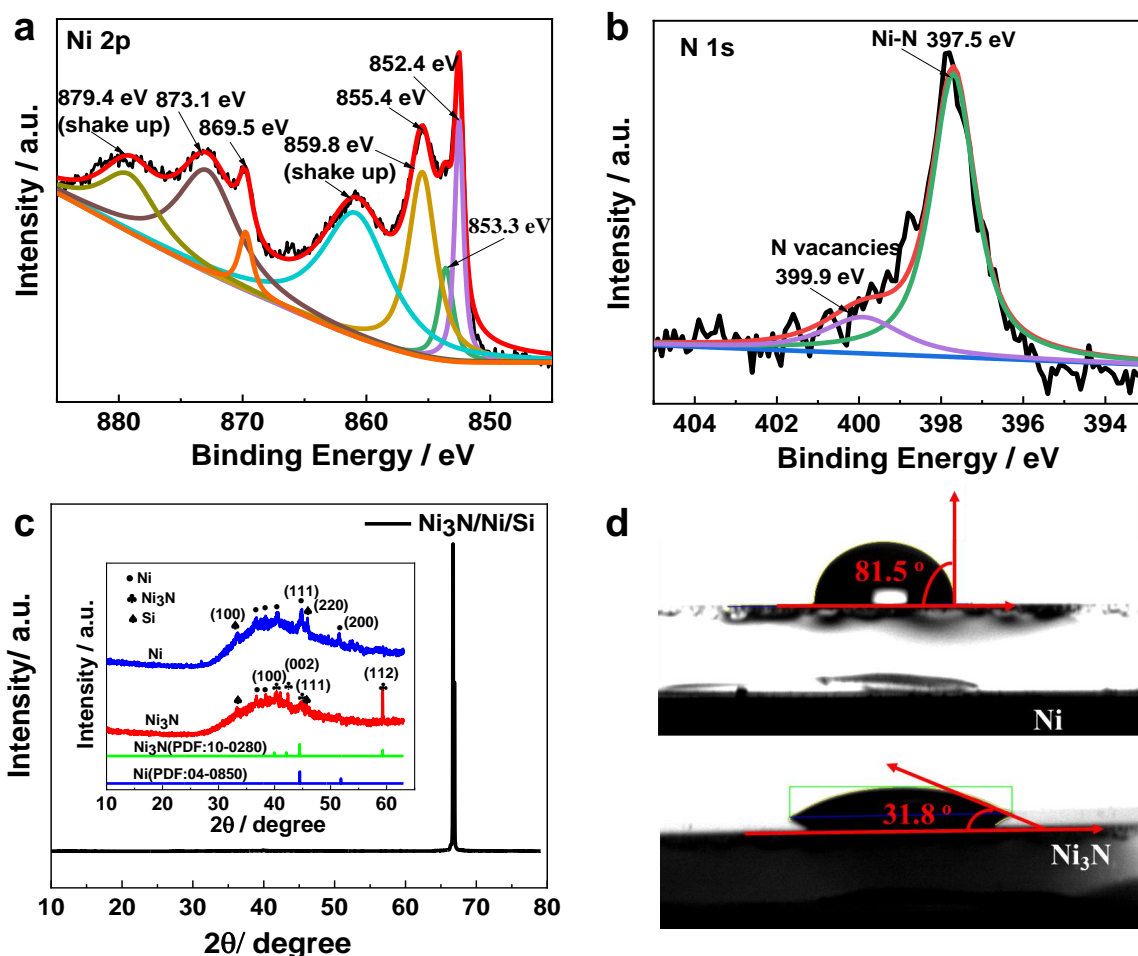 a
Ni 2p
852.4 eV
879.4 eV
(shake up)
873.1 eV
855.4eV
869.5 eV
859.8 eV
(shake up)
853.3 eV
Intensity / a.u.
880
870
860
850
Binding Energy / eV
b
N 1s
Ni-N 397.5 eV
N vacancies
399.9 eV
Intensity / a.u.
404
402
400
398
396
394
Binding Energy / eV
c
Ni₃N/Ni/Si
Ni
Ni₃N
Si
(111)
(220)
(100)
(200)
Ni
(002)
(112)
(100)
(111)
Ni₃N
Ni₃N(PDF:10-0280)
Ni(PDF:04-0850)
Intensity / a.u.
10 20 30 40 50 60
2θ / degree
Intensity/ a.u.
10 20 30 40 50 60 70 80
2θ/ degree
d
81.5 °
Ni
31.8 °
Ni₃N